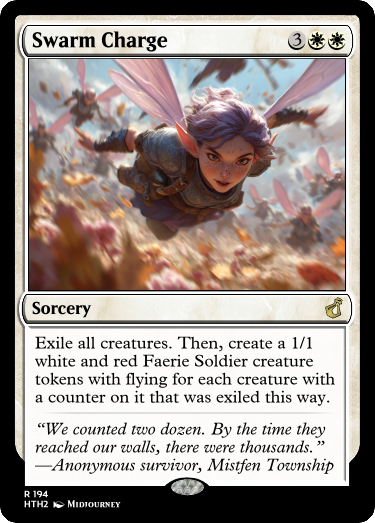 Swarm Charge 3
Sorcery
Exile all creatures. Then, create a 1/1
white and red Faerie Soldier creature
tokens with flying for each creature with
a counter on it that was exiled this way.
“We counted two dozen. By the time they
reached our walls, there were thousands.”
—Anonymous survivor, Mistfen Township
R 194
HTH2 Midjourney